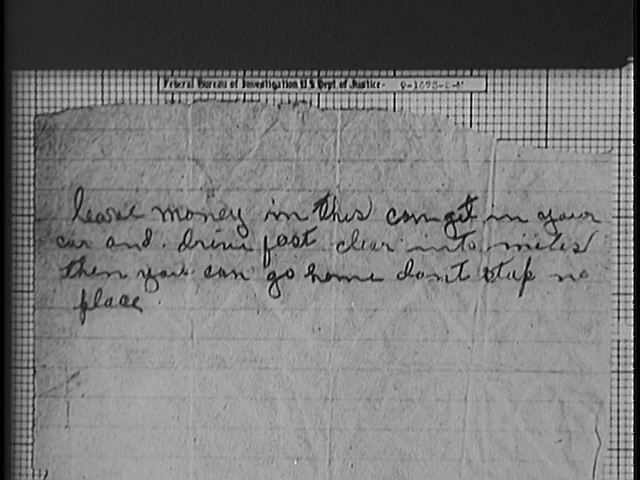 Federal Bureau of Investigation U.S Dept. of Justice-
leave money in this can get in your
car and drive fast clear into miles
then you can go home dont stop no
place